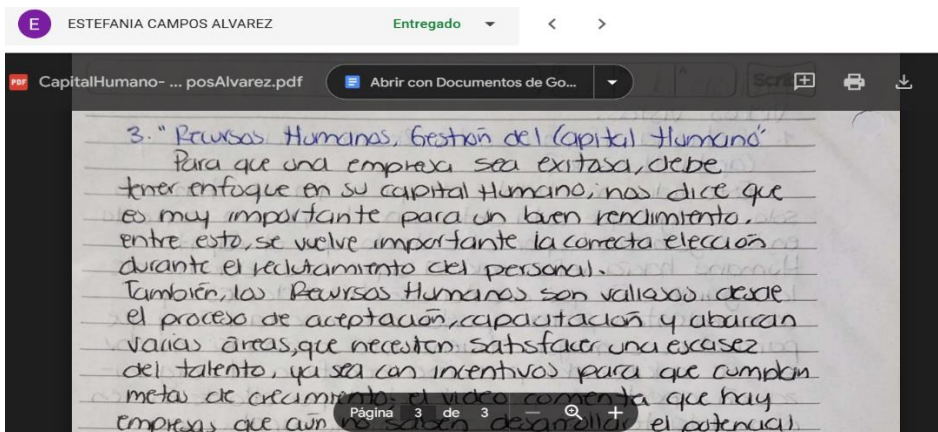 E ESTEFANIA CAMPOS ALVAREZ Entregado
PDF CapitalHumano- ... posAlvarez.pdf Abrir con Documentos de Go...
3. "Recursos Humanos, Gestión del Capital Humano"
Para que una empresa sea exitosa, debe
tener enfoque en su capital Humano, nos dice que
es muy importante para un buen rendimiento.
entre esto, se vuelve importante la correcta elección
durante el reclutamiento del personal.
También, los Recursos Humanos son valiosos desde
el proceso de aceptación, capacitación y abarcan
varias áreas, que necesiten satisfacer una escasez
del talento, ya sea con incentivos para que cumplan
metas de crecimiento. el video comenta que hay
Página 3 de 3
empresas que aún no saben desarrollar el potencial